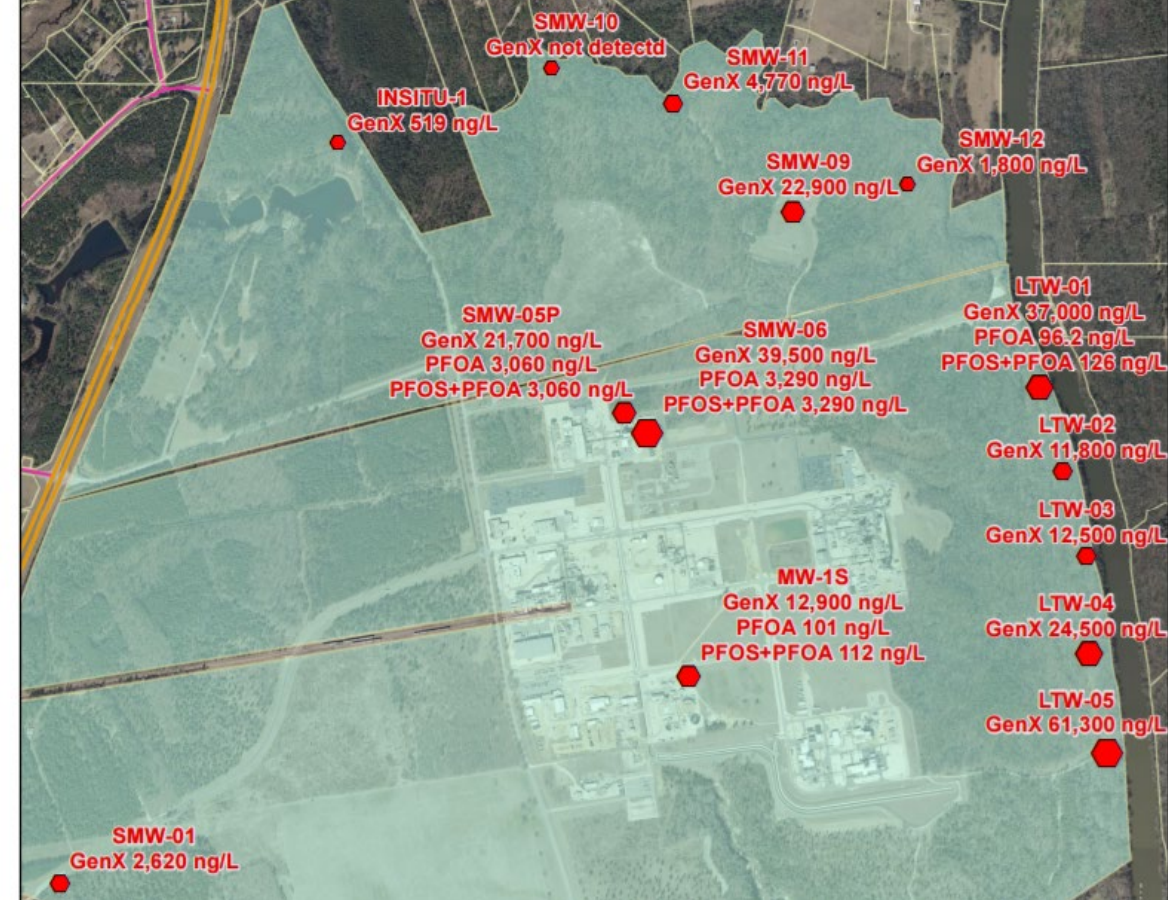 SMW-10
GenX not detectd
SMW-11
GenX 4,770 ng/L
INSITU-1
GenX 519 ng/L
SMW-12
GenX 1,800 ng/L
SMW-09
GenX 22,900 ng/L
LTW-01
GenX 37,000 ng/L
PFOA 96.2 ng/L
PFOS+PFOA 126 ng/L
SMW-05P
GenX 21,700 ng/L
PFOA 3,060 ng/L
PFOS+PFOA 3,060 ng/L
SMW-06
GenX 39,500 ng/L
PFOA 3,290 ng/L
PFOS+PFOA 3,290 ng/L
LTW-02
GenX 11,800 ng/L
LTW-03
GenX 12,500 ng/L
MW-1S
GenX 12,900 ng/L
PFOA 101 ng/L
PFOS+PFOA 112 ng/L
LTW-04
GenX 24,500 ng/L
LTW-05
GenX 61,300 ng/L
SMW-01
GenX 2,620 ng/L